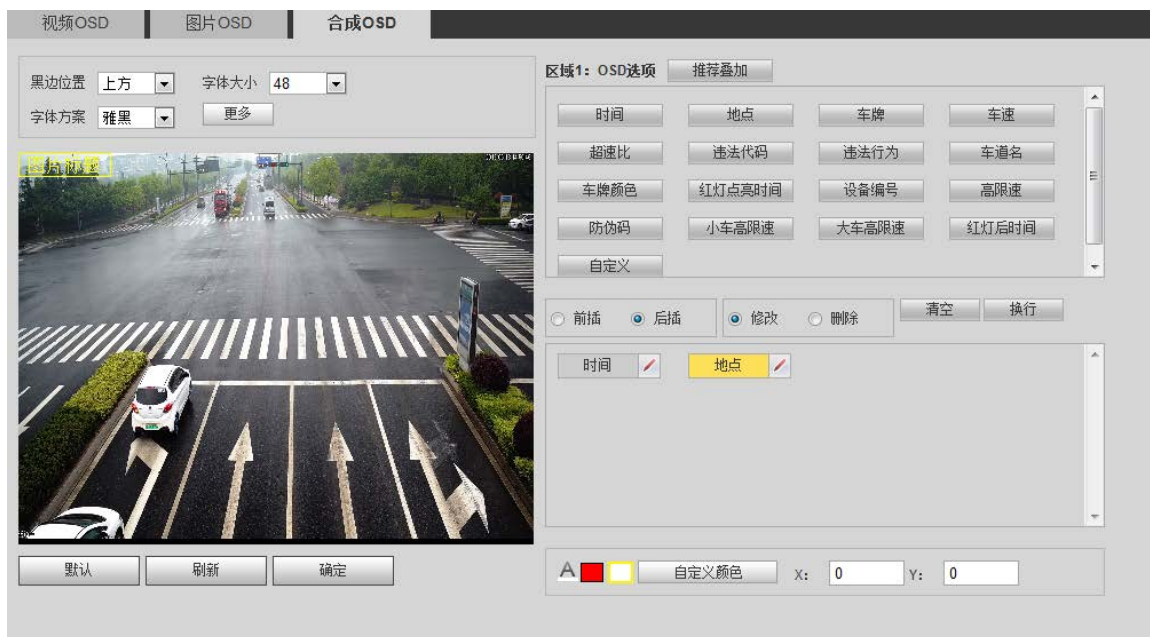 视频OSD 图片OSD 合成OSD
黑边位置 上方 字体大小 48
字体方案 雅黑 更多
区域1：OSD选项 推荐叠加
时间 地点 车牌 车速
超速比 违法代码 违法行为 车道名
车牌颜色 红灯点亮时间 设备编号 高限速
防伪码 小车高限速 大车高限速 红灯后时间
自定义
前插 后插 修改 删除 清空 换行
时间 地点
默认 刷新 确定
A 自定义颜色 X: 0 Y: 0